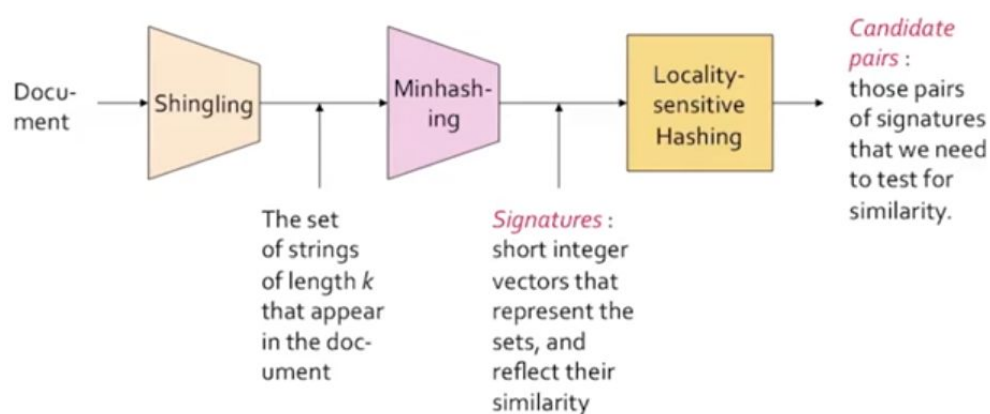 Docu-
ment
Shingling
The set
of strings
of length k
that appear
in the doc-
ument
Minhash-
ing
Signatures :
short integer
vectors that
represent the
sets, and
reflect their
similarity
Locality-
sensitive
Hashing
Candidate
pairs :
those pairs
of signatures
that we need
to test for
similarity.